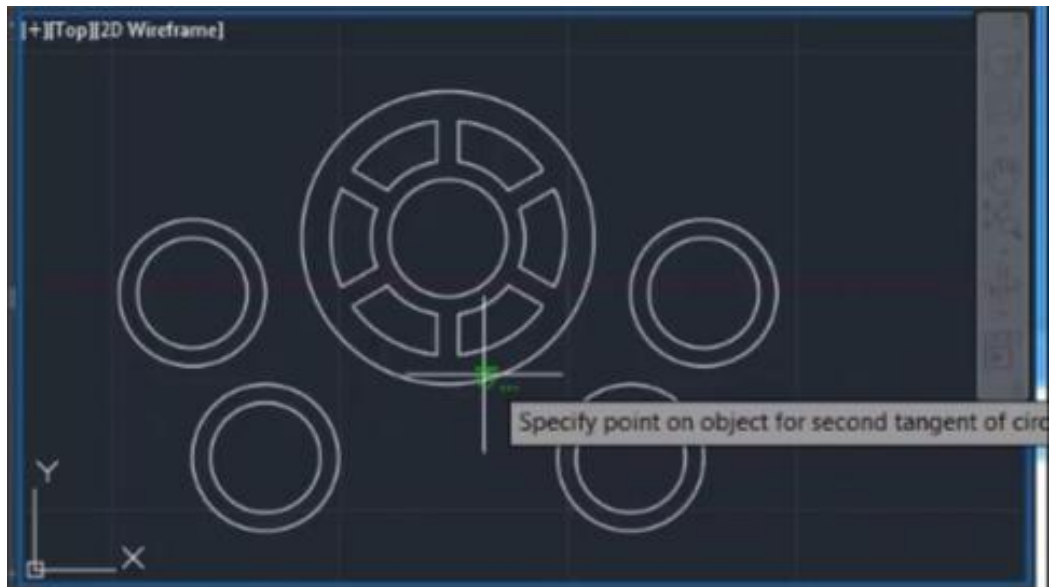 [+][Top][2D Wireframe]
Specify point on object for second tangent of circ
Y
X